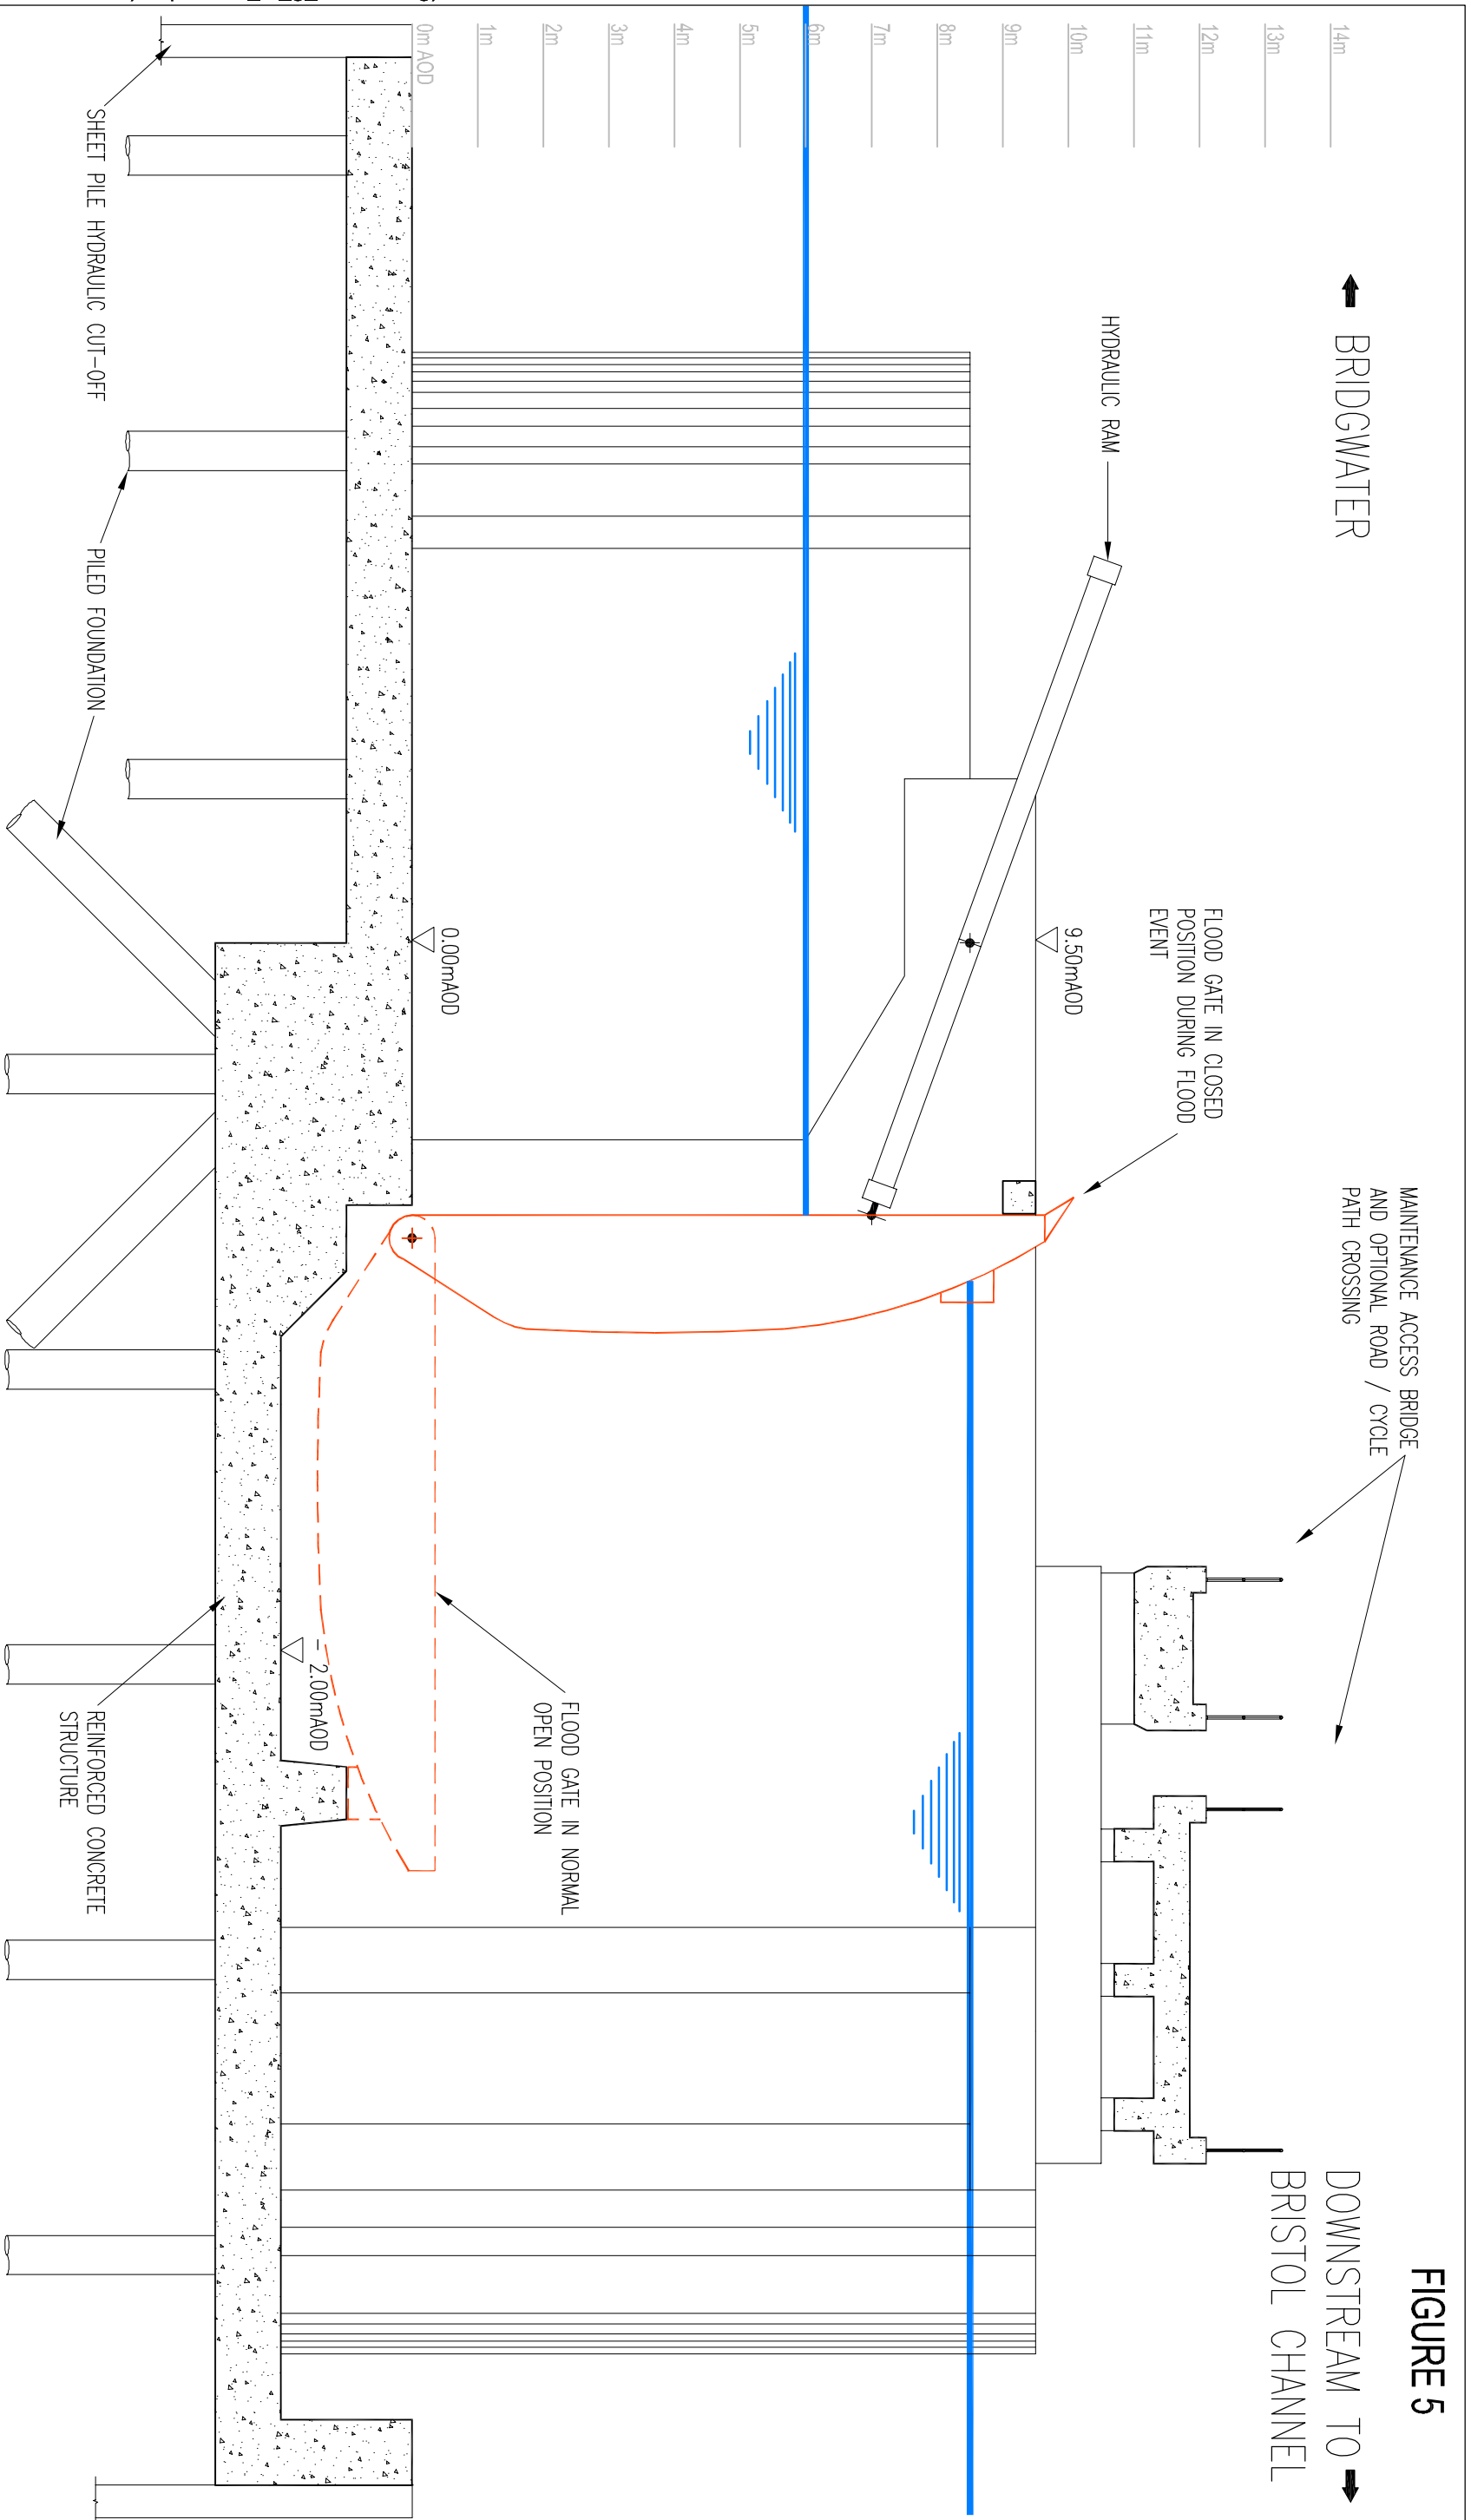 FIGURE 5
← BRIDGWATER
DOWNSTREAM TO →
BRISTOL CHANNEL
MAINTENANCE ACCESS BRIDGE
AND OPTIONAL ROAD / CYCLE
PATH CROSSING
FLOOD GATE IN CLOSED
POSITION DURING FLOOD
EVENT
HYDRAULIC RAM
14m
13m
12m
11m
10m
9m
8m
7m
6m
5m
4m
3m
2m
1m
0m AOD
9.50mAOD
0.00mAOD
FLOOD GATE IN NORMAL
OPEN POSITION
- 2.00mAOD
SHEET PILE HYDRAULIC CUT-OFF
PILED FOUNDATION
REINFORCED CONCRETE
STRUCTURE